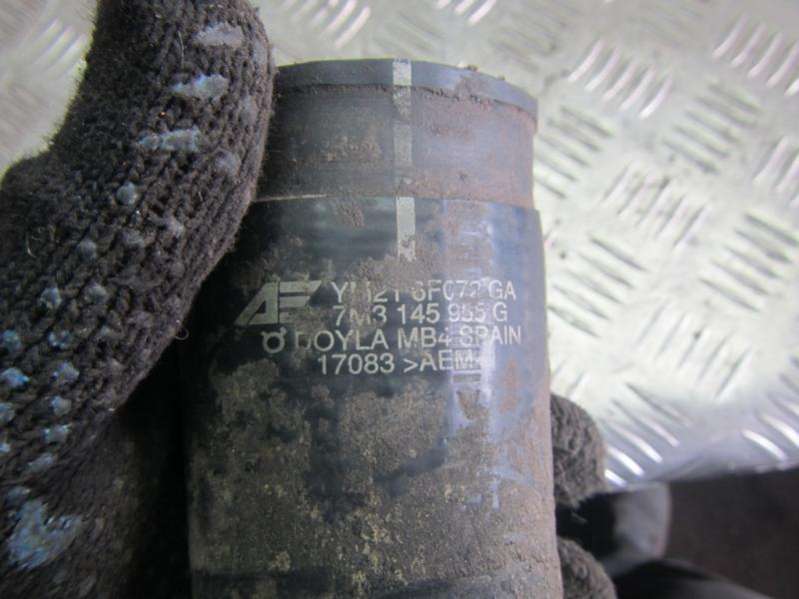 AF YM21 6F072 GA
7M3 145 955 G
DOYLA MB4 SPAIN
17083 >AEM<